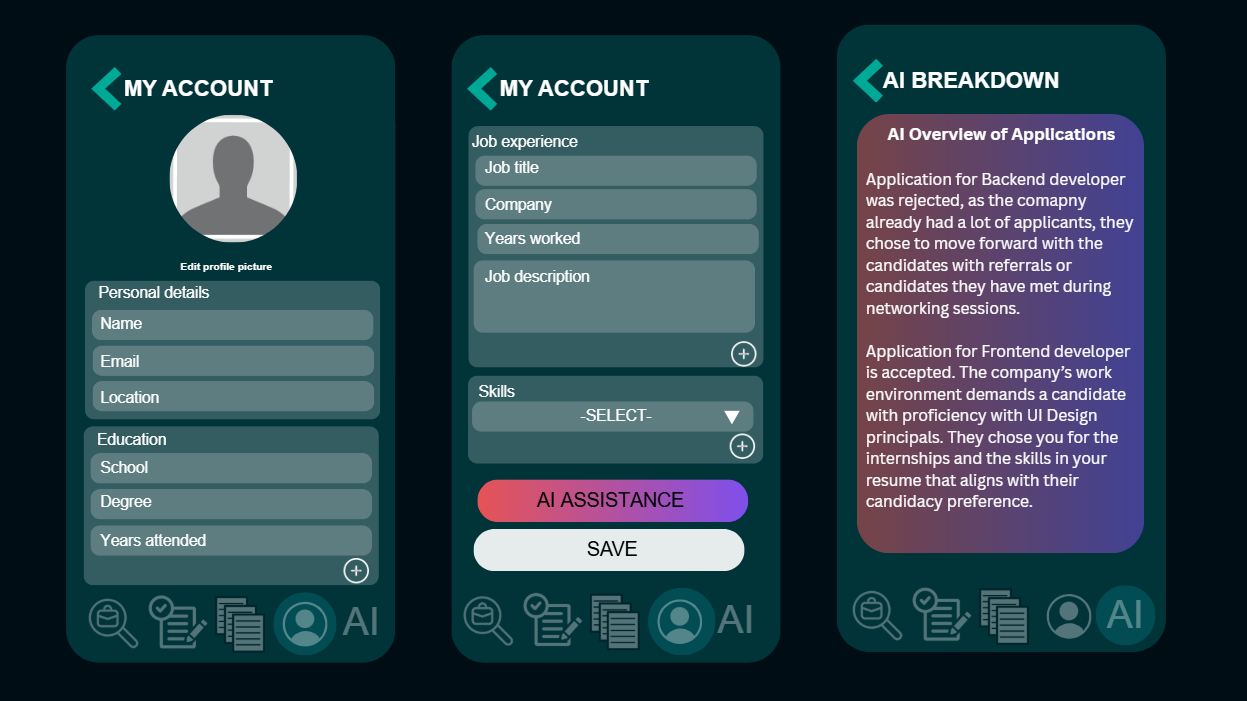 MY ACCOUNT
Edit profile picture
Personal details
Name
Email
Location
Education
School
Degree
Years attended
AI
MY ACCOUNT
Job experience
Job title
Company
Years worked
Job description
Skills
-SELECT-
AI ASSISTANCE
SAVE
AI
AI BREAKDOWN
AI Overview of Applications
Application for Backend developer
was rejected, as the comapny
already had a lot of applicants, they
chose to move forward with the
candidates with referrals or
candidates they have met during
networking sessions.
Application for Frontend developer
is accepted. The company's work
environment demands a candidate
with proficiency with UI Design
principals. They chose you for the
internships and the skills in your
resume that aligns with their
candidacy preference.
AI